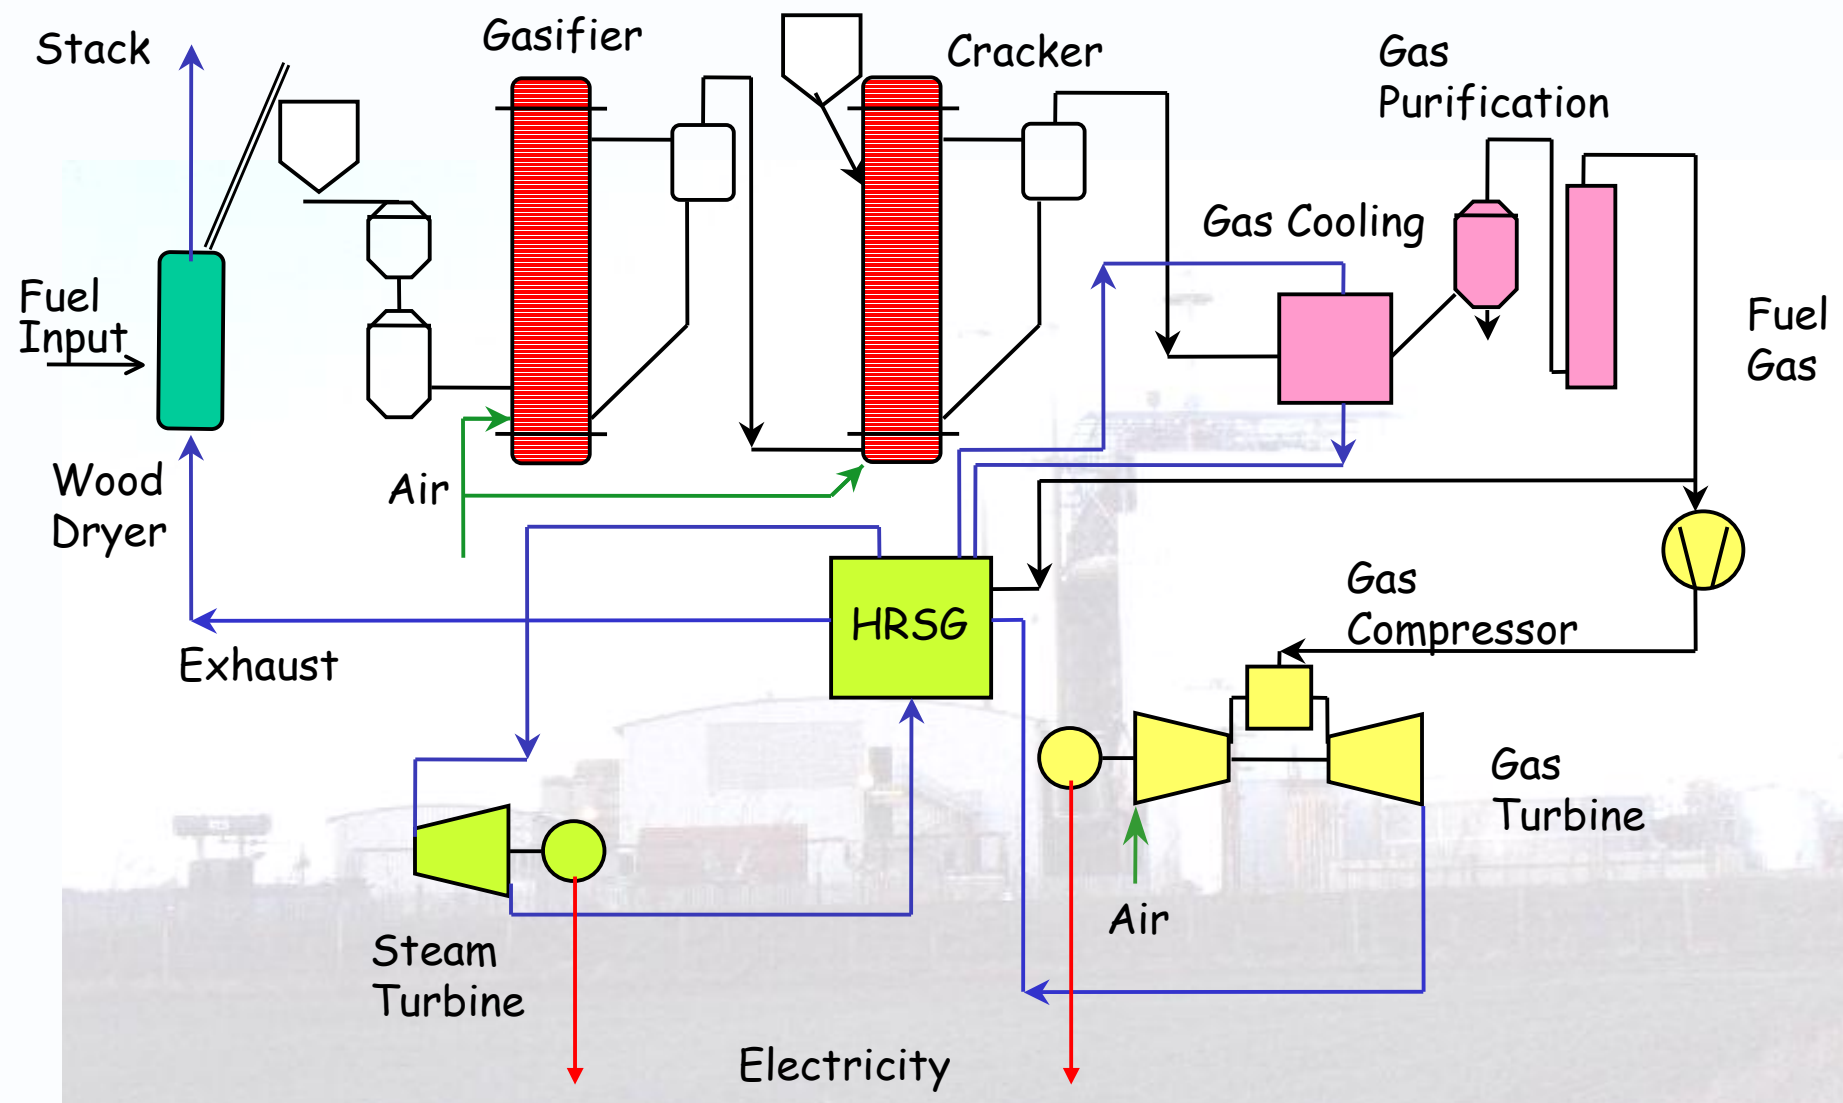 Stack
Gasifier
Cracker
Gas
Purification
Gas Cooling
Fuel
Input
Fuel
Gas
Wood
Dryer
Air
Gas
Compressor
HRSG
Exhaust
Gas
Turbine
Air
Steam
Turbine
Electricity